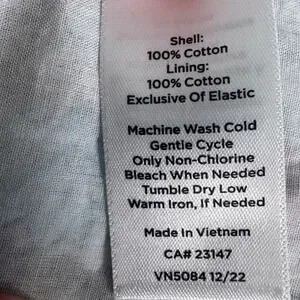 Shell:
100% Cotton
Lining:
100% Cotton
Exclusive Of Elastic
Machine Wash Cold
Gentle Cycle
Only Non-Chlorine
Bleach When Needed
Tumble Dry Low
Warm Iron, If Needed
Made In Vietnam
CA# 23147
VN5084 12/22